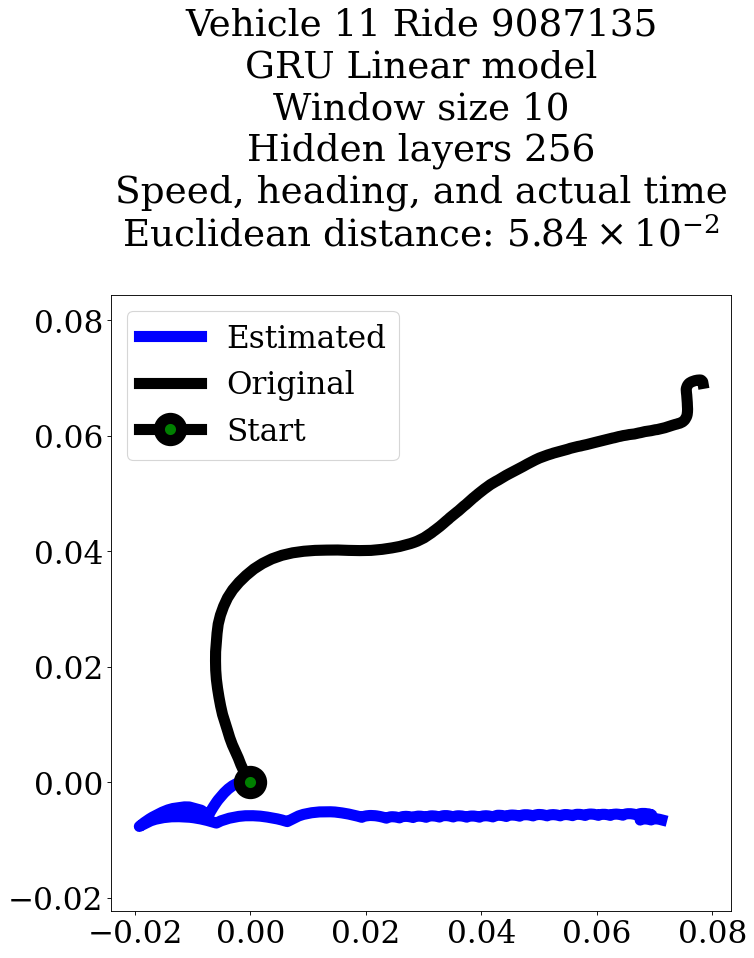 Vehicle 11 Ride 9087135
GRU Linear model
Window size 10
Hidden layers 256
Speed, heading, and actual time
Euclidean distance: 5.84 × 10⁻²
Estimated
Original
Start
0.08
0.06
0.04
0.02
0.00
−0.02
−0.02 0.00 0.02 0.04 0.06 0.08